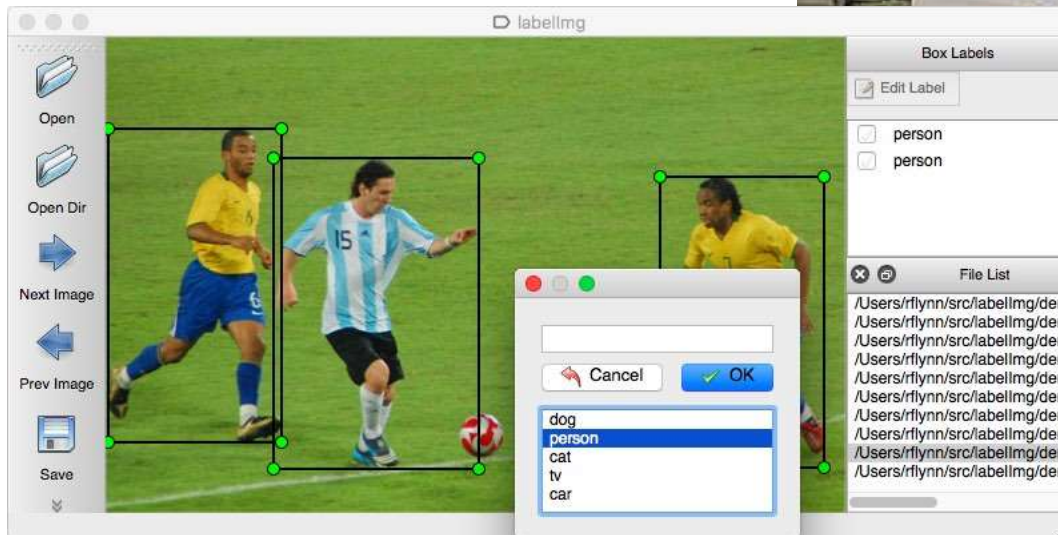 labelImg
Open
Open Dir
Next Image
Prev Image
Save
6
6
15
7
Cancel
OK
dog
person
cat
tv
car
Box Labels
Edit Label
person
person
File List
/Users/rflynn/src/labelImg/de
/Users/rflynn/src/labelImg/de
/Users/rflynn/src/labelImg/de
/Users/rflynn/src/labelImg/de
/Users/rflynn/src/labelImg/de
/Users/rflynn/src/labelImg/de
/Users/rflynn/src/labelImg/de
/Users/rflynn/src/labelImg/de
/Users/rflynn/src/labelImg/de
/Users/rflynn/src/labelImg/de